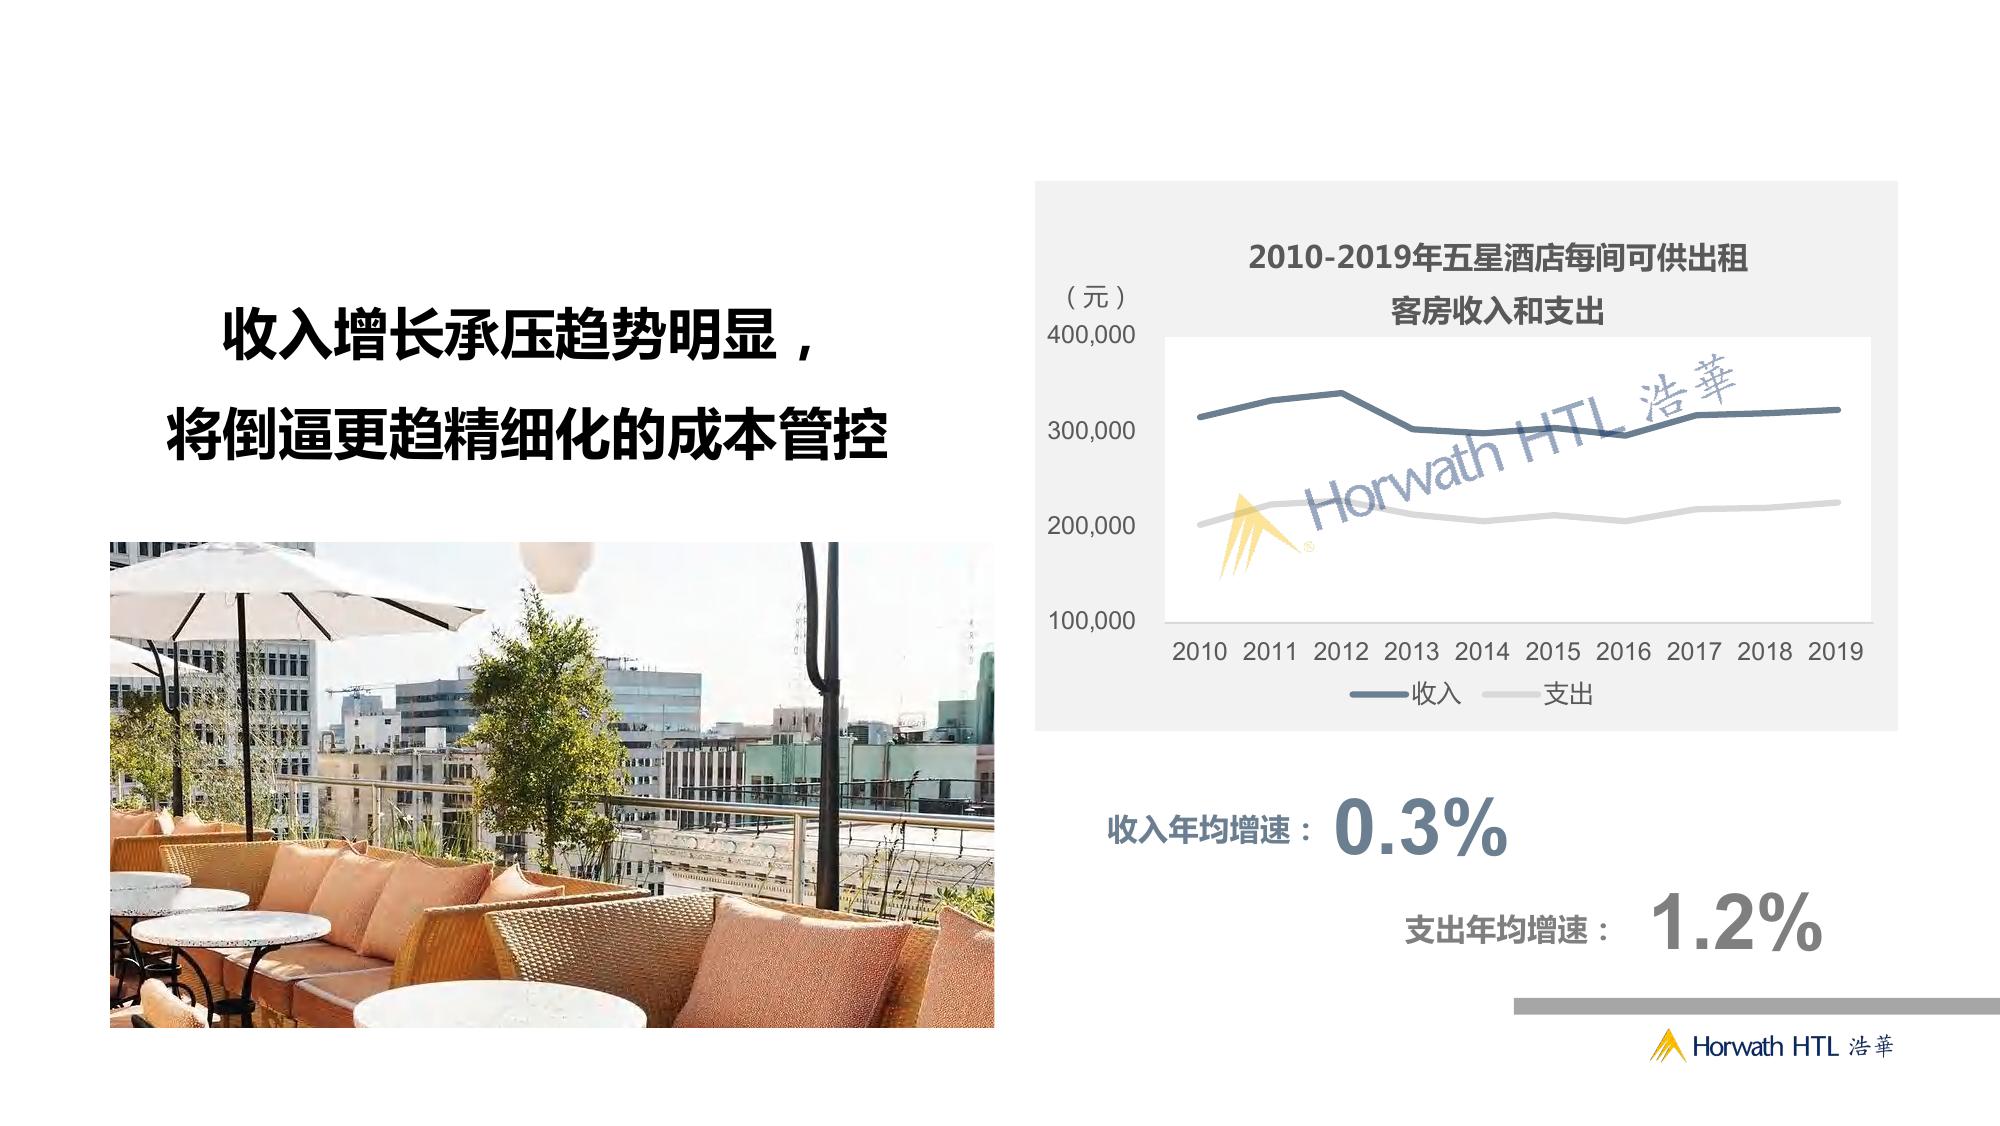 收入增长承压趋势明显，
将倒逼更趋精细化的成本管控
2010-2019年五星酒店每间可供出租
客房收入和支出
（元）
400,000
300,000
200,000
100,000
2010 2011 2012 2013 2014 2015 2016 2017 2018 2019
收入 支出
Horwath HTL 浩華
®
收入年均增速：0.3%
支出年均增速：1.2%
Horwath HTL 浩華